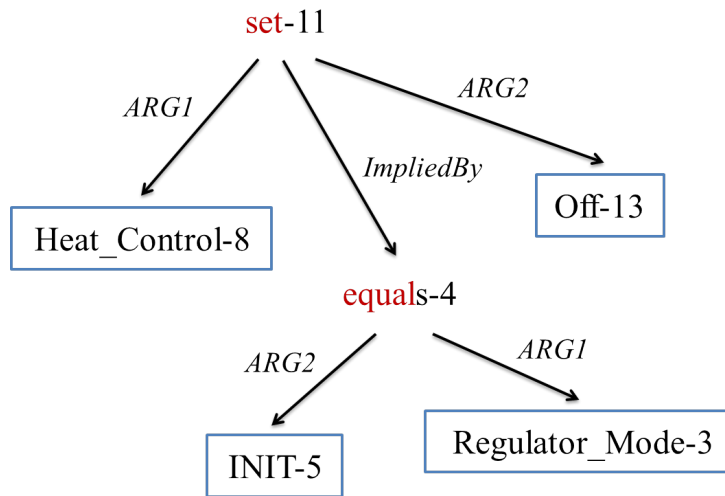 set-11
ARG1
ARG2
ImpliedBy
Off-13
Heat_Control-8
equals-4
ARG2
ARG1
INIT-5
Regulator_Mode-3